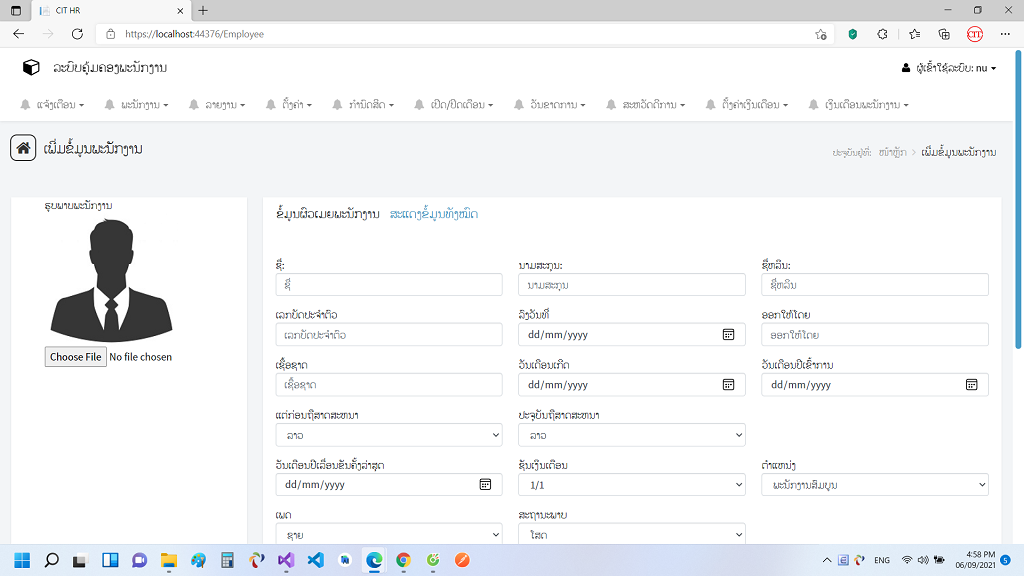 CIT HR
https://localhost:44376/Employee
CIT
ລະບົບຄຸ້ມຄອງພະນັກງານ
ຜູ້ເຂົ້າໃຊ້ລະບົບ: nu
ແຈ້ງເຕືອນ ພະນັກງານ ລາຍງານ ຕັ້ງຄ່າ ກຳນົດສິດ ເປີດ/ປິດເດືອນ ວັນຂາດການ ສະຫວັດດີການ ຕັ້ງຄ່າເງິນເດືອນ ເງິນເດືອນພະນັກງານ
ເພີ່ມຂໍ້ມູນພະນັກງານ
ປະຈຸບັນຢູ່ທີ່: ໜ້າຫຼັກ > ເພີ່ມຂໍ້ມູນພະນັກງານ
ຮູບພາບພະນັກງານ
Choose File No file chosen
ຂໍ້ມູນຜົວເມຍພະນັກງານ ສະແດງຂໍ້ມູນທັງໝົດ
ຊື່: ນາມສະກຸນ: ຊື່ຫລິ້ນ:
ຊື່ ນາມສະກຸນ ຊື່ຫລິ້ນ
ເລກບັດປະຈຳຕົວ ລົງວັນທີ ອອກໃຫ້ໂດຍ
ເລກບັດປະຈຳຕົວ dd/mm/yyyy ອອກໃຫ້ໂດຍ
ເຊື້ອຊາດ ວັນເດືອນເກີດ ວັນເດືອນປີເຂົ້າການ
ເຊື້ອຊາດ dd/mm/yyyy dd/mm/yyyy
ແຕ່ກ່ອນຖືສາດສະຫນາ ປະຈຸບັນຖືສາດສະຫນາ
ລາວ ລາວ
ວັນເດືອນປີເລື່ອນຂັ້ນຄັ້ງລ່າສຸດ ຊັ້ນເງິນເດືອນ ຕຳແຫນ່ງ
dd/mm/yyyy 1/1 ພະນັກງານສົມບູນ
ເພດ ສະຖານະພາບ
ຊາຍ ໂສດ
ENG
4:58 PM
06/09/2021
5